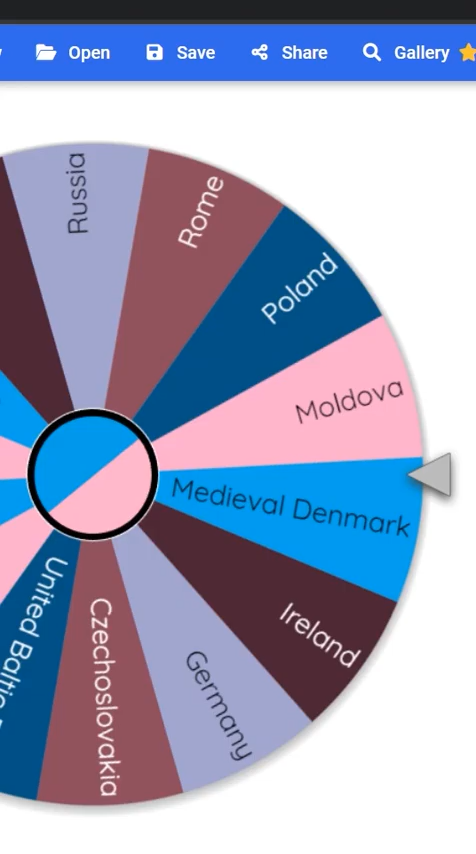 Open
Save
Share
Gallery
Russia
Rome
Poland
Moldova
Medieval Denmark
Ireland
Germany
Czechoslovakia
United Baltic